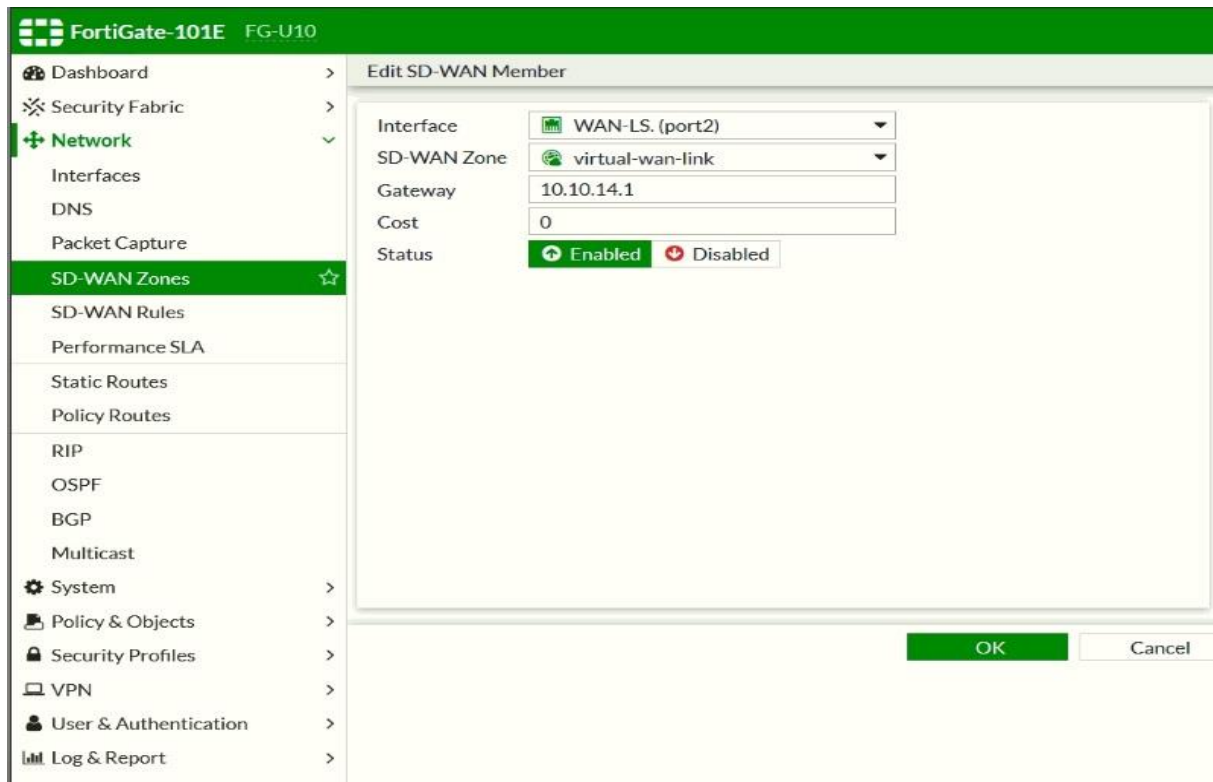 FortiGate-101E FG-U10
Dashboard
Security Fabric
Network
Interfaces
DNS
Packet Capture
SD-WAN Zones
SD-WAN Rules
Performance SLA
Static Routes
Policy Routes
RIP
OSPF
BGP
Multicast
System
Policy & Objects
Security Profiles
VPN
User & Authentication
Log & Report
Edit SD-WAN Member
Interface WAN-LS. (port2)
SD-WAN Zone virtual-wan-link
Gateway 10.10.14.1
Cost 0
Status Enabled Disabled
OK Cancel